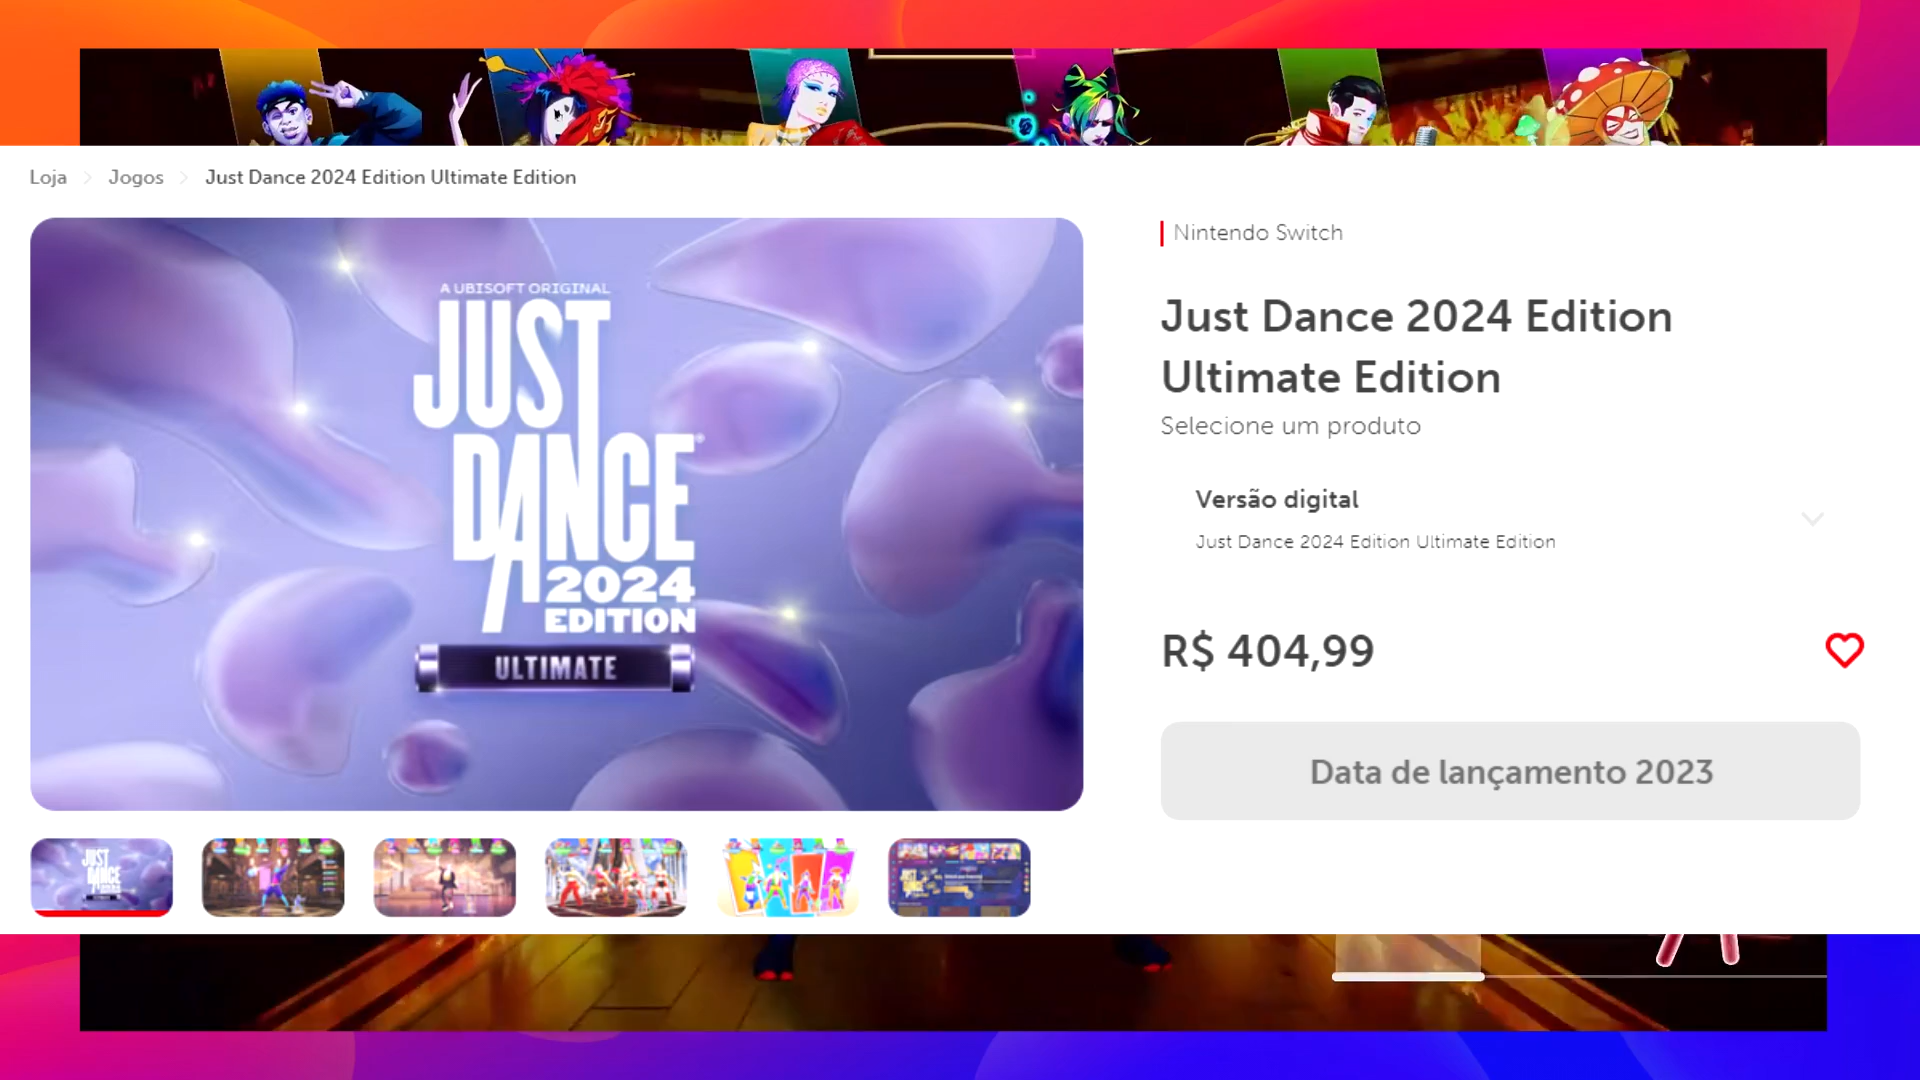 Loja > Jogos > Just Dance 2024 Edition Ultimate Edition
A UBISOFT ORIGINAL
JUST
DANCE®
2024
EDITION
ULTIMATE
Nintendo Switch
Just Dance 2024 Edition
Ultimate Edition
Selecione um produto
Versão digital
Just Dance 2024 Edition Ultimate Edition
R$ 404,99
Data de lançamento 2023
JUST
DANCE